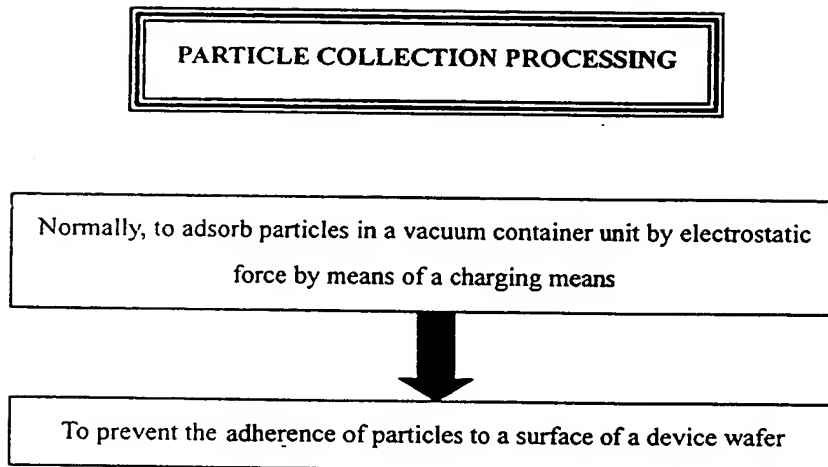 PARTICLE COLLECTION PROCESSING
Normally, to adsorb particles in a vacuum container unit by electrostatic
force by means of a charging means
To prevent the adherence of particles to a surface of a device wafer